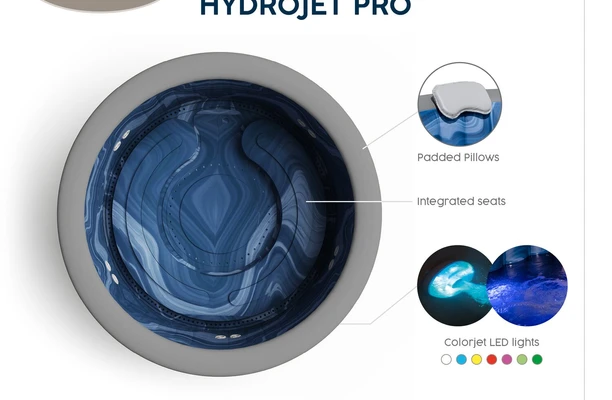 HYDROJET PRO
Padded Pillows
Integrated seats
Colorjet LED lights